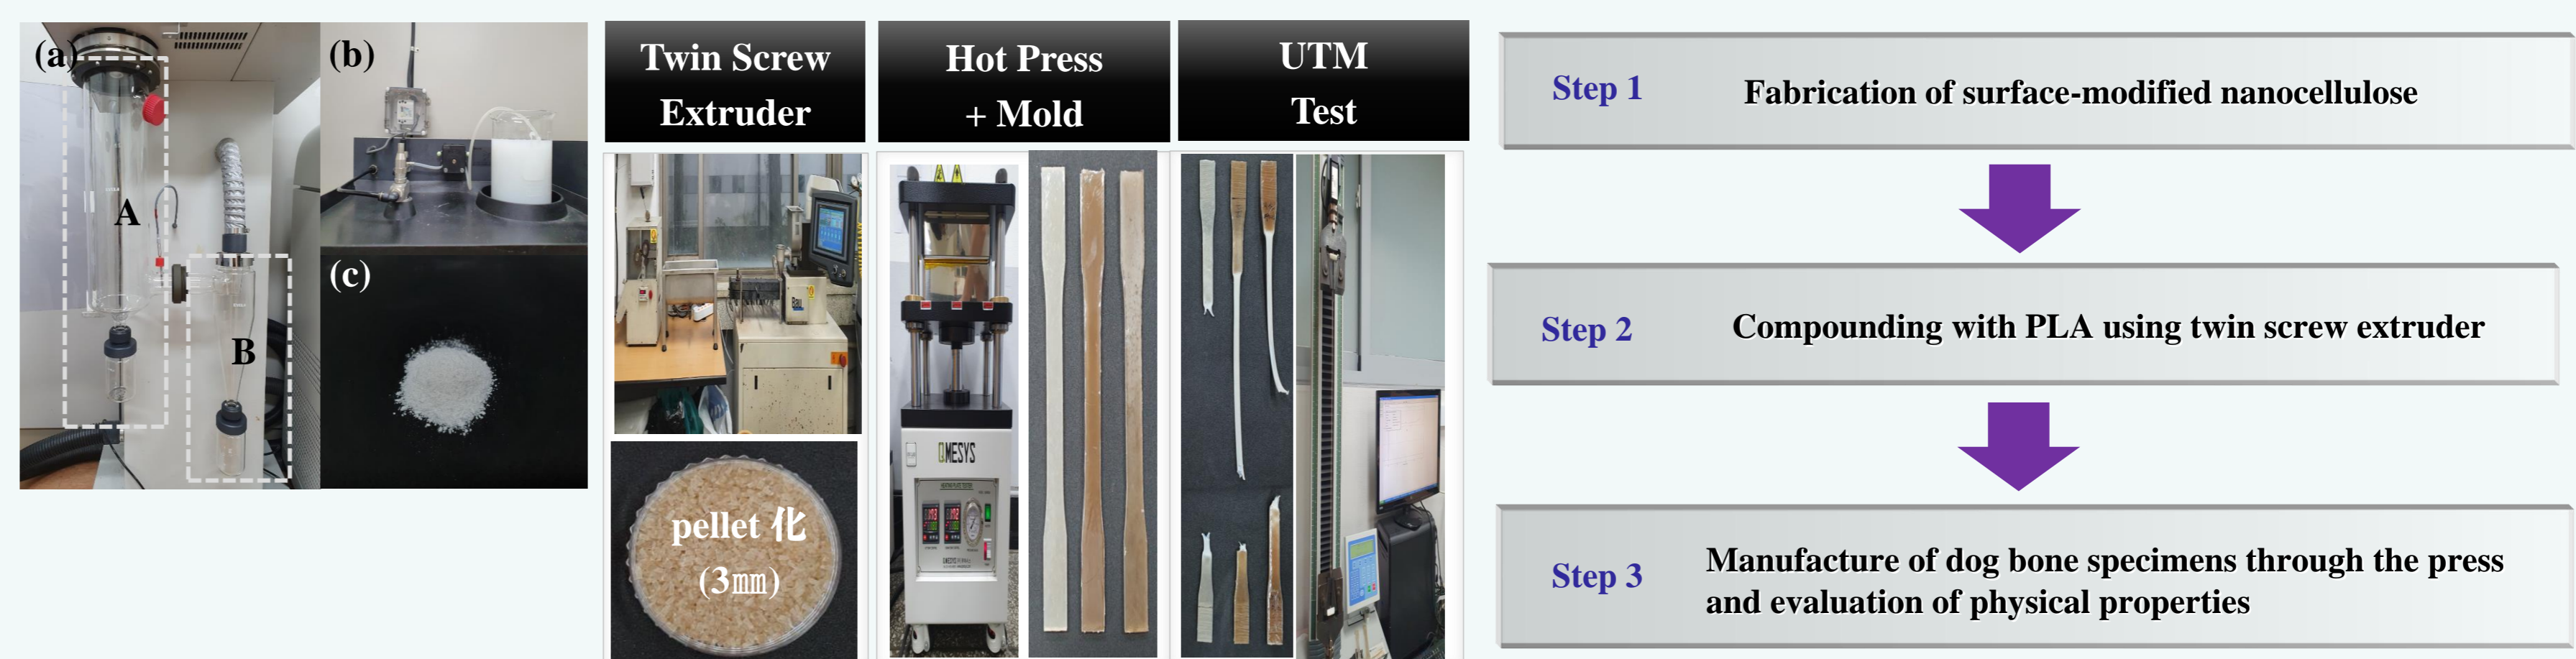 (a)
A
B
(b)
(c)
Twin Screw
Extruder
pellet 化
(3㎜)
Hot Press
+ Mold
QMESYS
UTM
Test
Step 1
Fabrication of surface-modified nanocellulose
Step 2
Compounding with PLA using twin screw extruder
Step 3
Manufacture of dog bone specimens through the press
and evaluation of physical properties